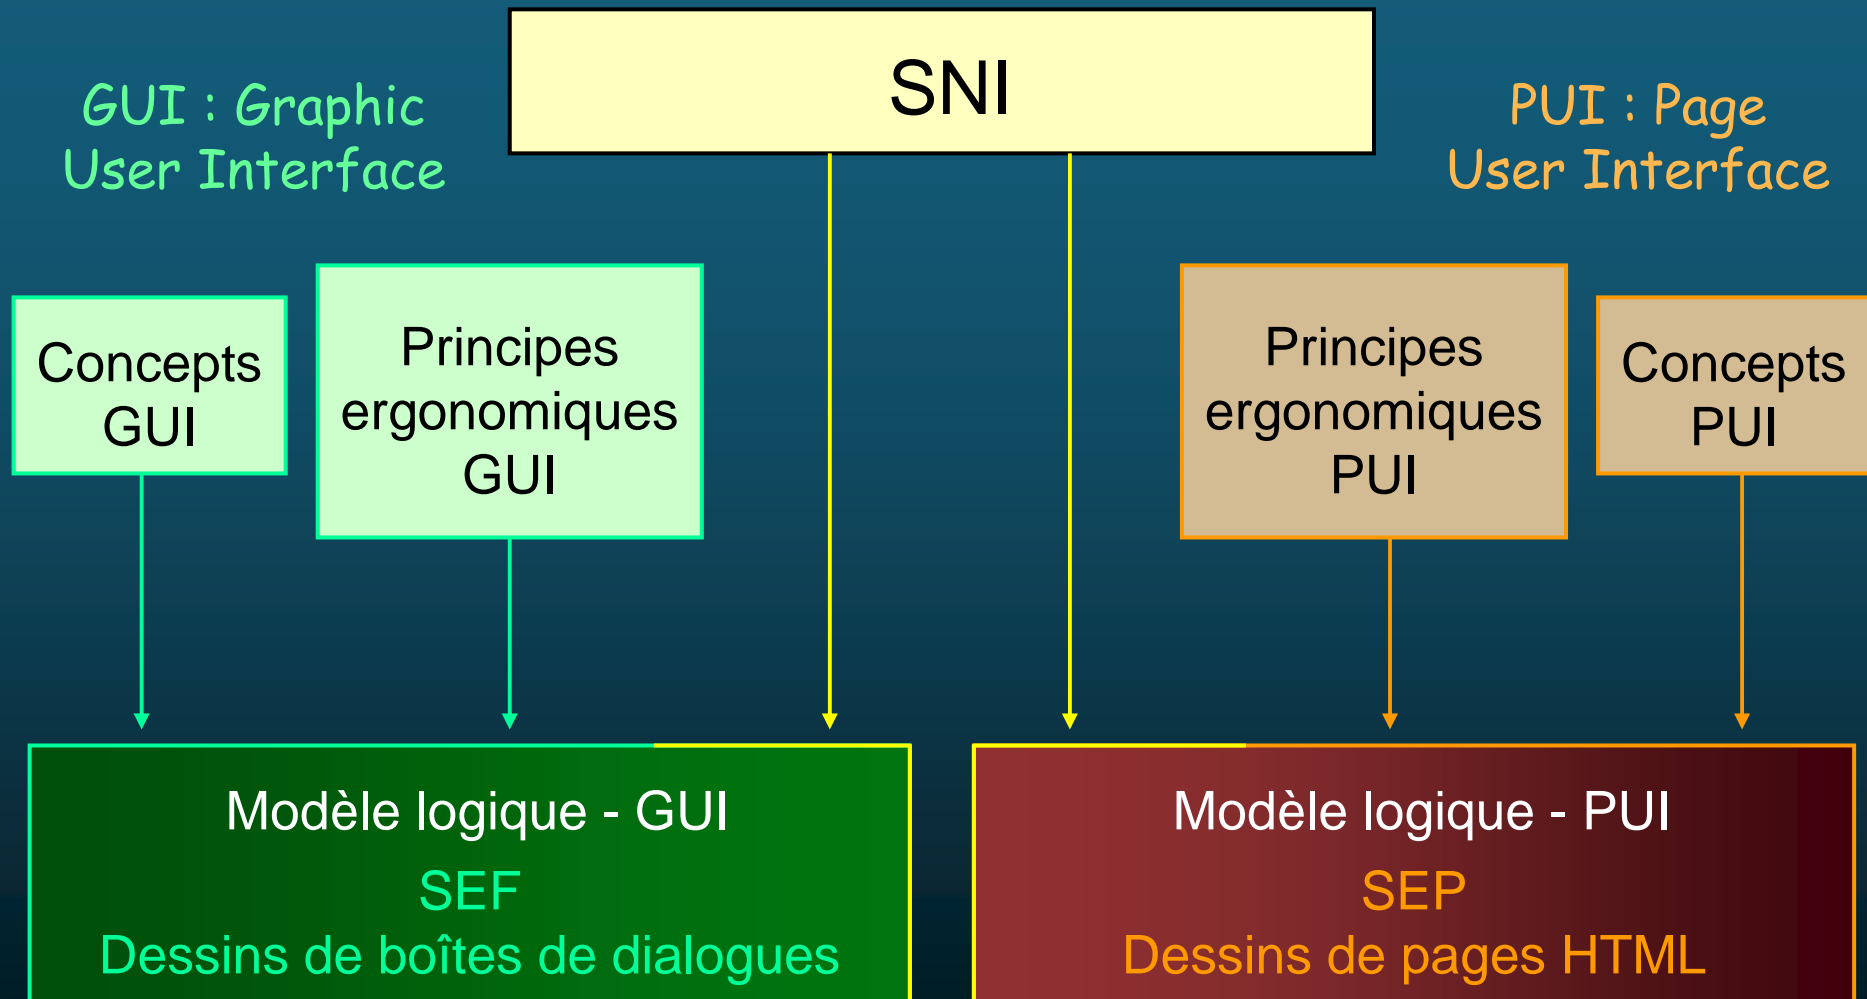 SNI
GUI : Graphic
User Interface
PUI : Page
User Interface
Concepts
GUI
Principes
ergonomiques
GUI
Principes
ergonomiques
PUI
Concepts
PUI
Modèle logique - GUI
SEF
Dessins de boîtes de dialogues
Modèle logique - PUI
SEP
Dessins de pages HTML